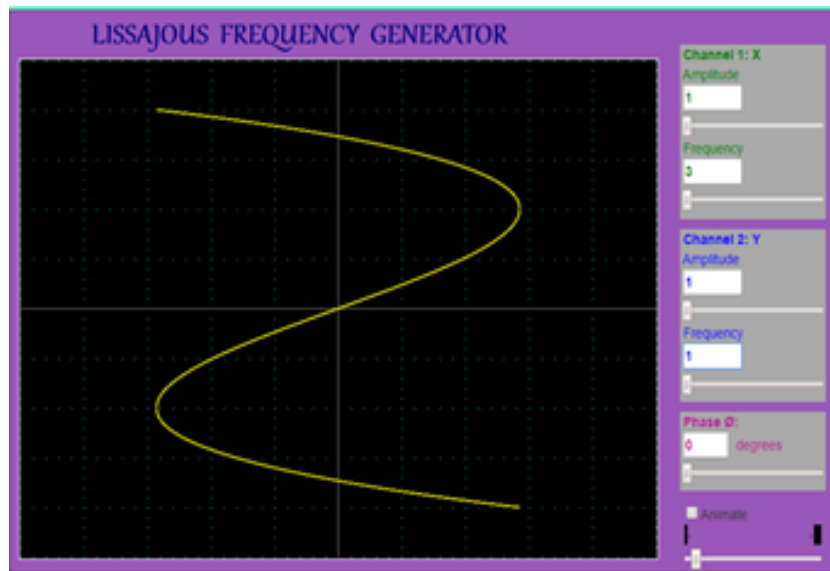 LISSAJOUS FREQUENCY GENERATOR
Channel 1: X
Amplitude
1
Frequency
3
Channel 2: Y
Amplitude
1
Frequency
1
Phase Ø:
0 degrees
Animate